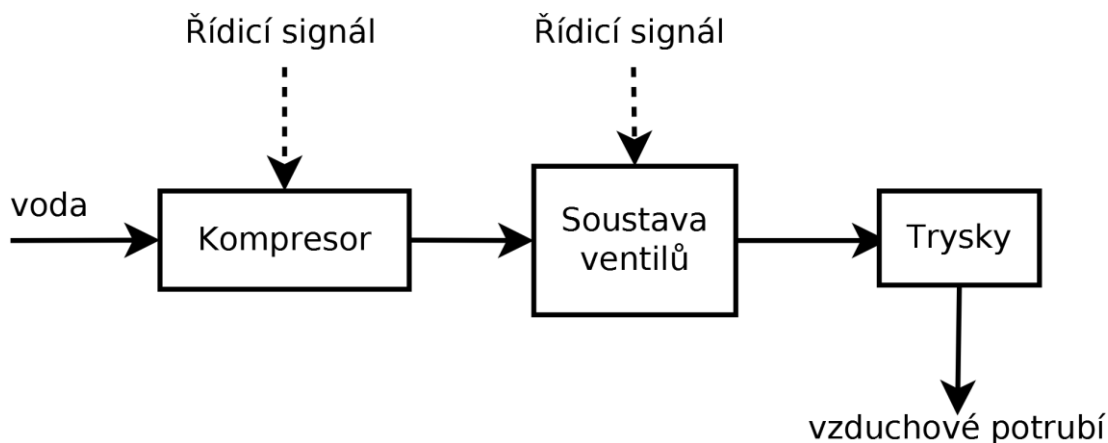 Řídicí signál
Řídicí signál
voda
Kompresor
Soustava
ventilů
Trysky
vzduchové potrubí